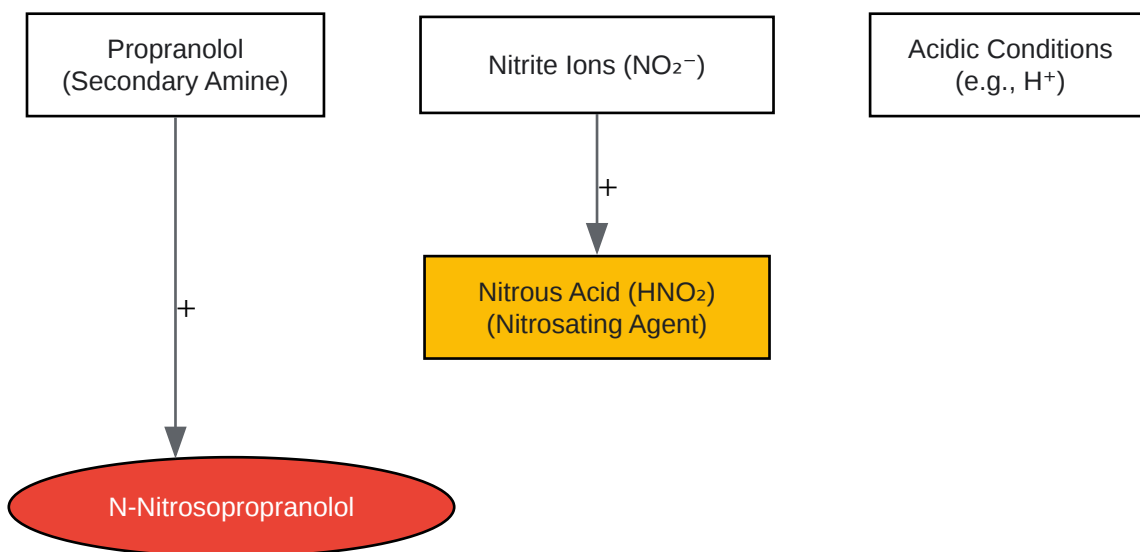 Propranolol
(Secondary Amine)
Nitrite Ions (NO₂⁻)
Acidic Conditions
(e.g., H⁺)
+
Nitrous Acid (HNO₂)
(Nitrosating Agent)
+
N-Nitrosopropranolol